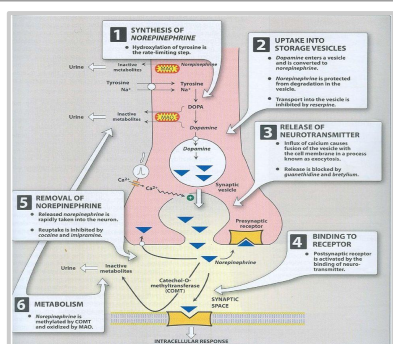 1 SYNTHESIS OF
NOREPINEPHRINE
• Hydroxylation of tyrosine is
the rate-limiting step.
2 UPTAKE INTO
STORAGE VESICLES
• Dopamine enters a vesicle
and is converted to
norepinephrine.
• Norepinephrine is protected
from degradation in the
vesicle.
• Transport into the vesicle is
inhibited by reserpine.
Urine
Inactive
metabolites
Norepinephrine
Tyrosine
Na+
Tyrosine
Na+
DOPA
Urine
Inactive
metabolites
Dopamine
Dopamine
3 RELEASE OF
NEUROTRANSMITTER
• Influx of calcium causes
fusion of the vesicle with
the cell membrane in a process
known as exocytosis.
• Release is blocked by
guanethidine and bretylium.
Ca2+
Ca2+
+
Synaptic
vesicle
5 REMOVAL OF
NOREPINEPHRINE
• Released norepinephrine is
rapidly taken into the neuron.
• Reuptake is inhibited by
cocaine and imipramine.
Presynaptic
receptor
4 BINDING TO
RECEPTOR
• Postsynaptic receptor
is activated by the
binding of neuro-
transmitter.
Urine
Inactive
metabolites
Norepinephrine
Catechol-O-
methyltransferase
(COMT)
SYNAPTIC
SPACE
6 METABOLISM
• Norepinephrine is
methylated by COMT
and oxidized by MAO.
INTRACELLULAR RESPONSE